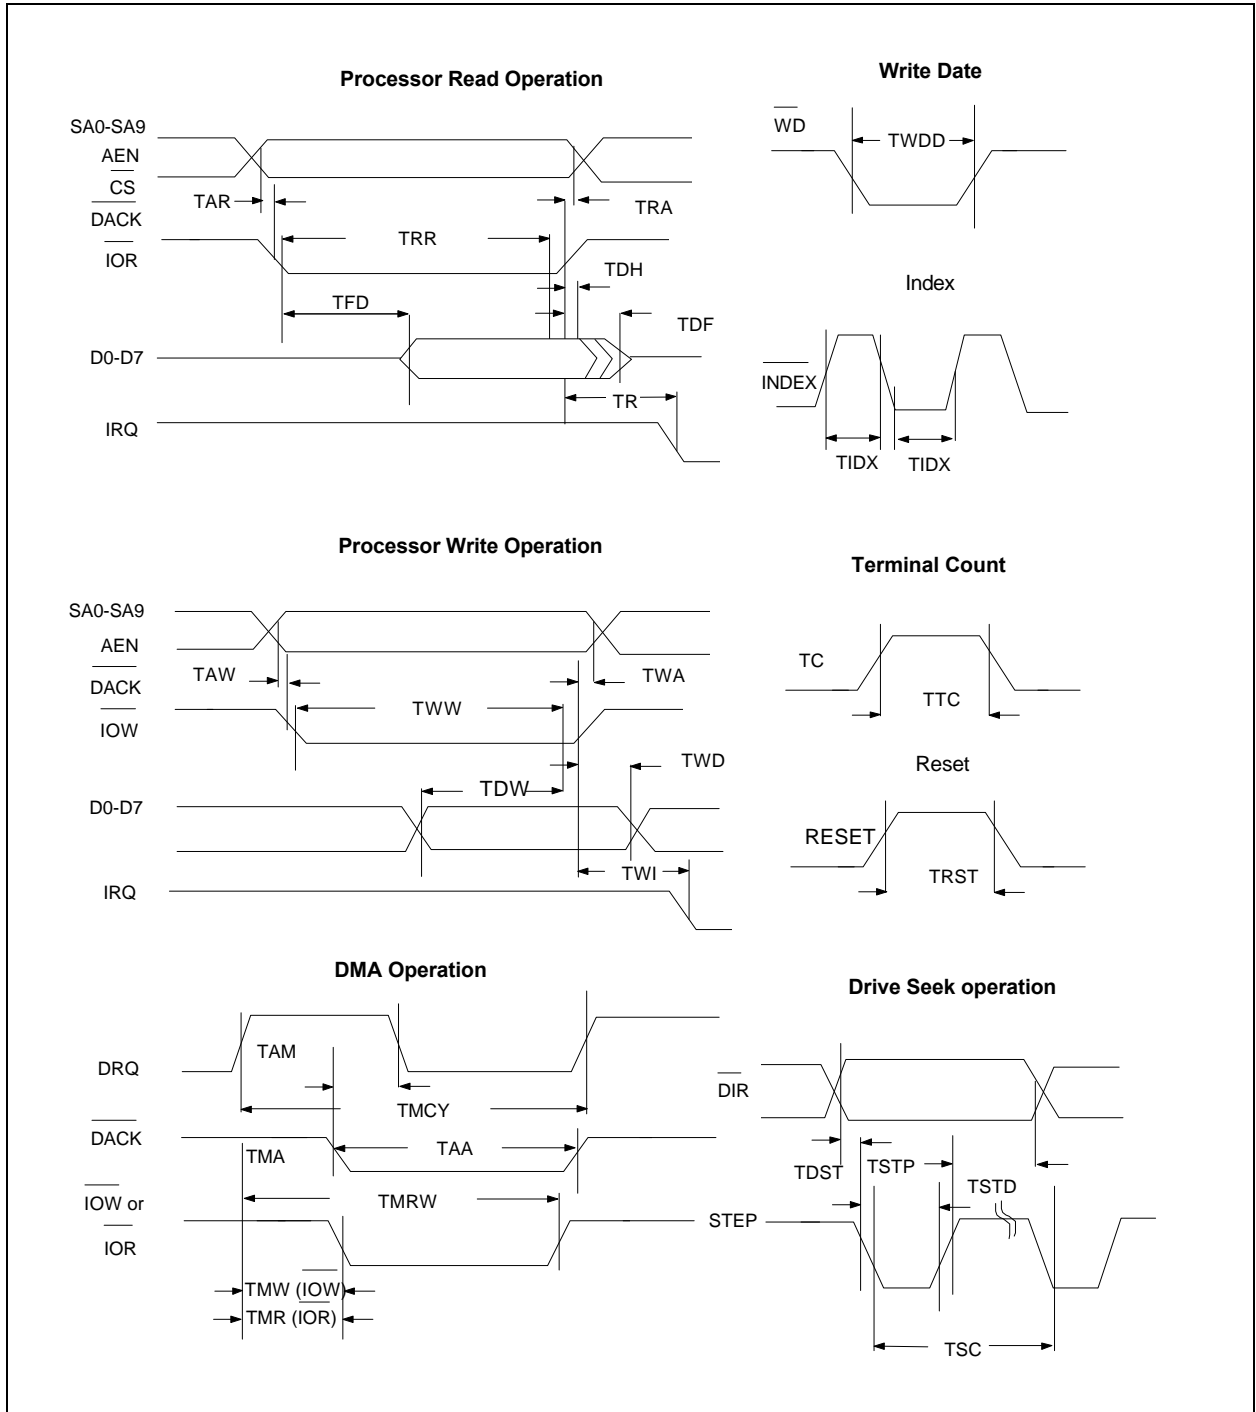 Processor Read Operation
SA0-SA9
AEN
CS
DACK
IOR
TAR
TRA
TRR
TDH
TFD
TDF
D0-D7
TR
IRQ
Write Date
WD
TWDD
Index
INDEX
TIDX
TIDX
Processor Write Operation
SA0-SA9
AEN
DACK
IOW
TAW
TWA
TWW
TWD
TDW
D0-D7
TWI
IRQ
Terminal Count
TC
TTC
Reset
RESET
TRST
DMA Operation
DRQ
TAM
TMCY
DACK
TMA
TAA
IOW or
IOR
TMRW
TMW (IOW)
TMR (IOR)
Drive Seek operation
DIR
TDST
TSTP
TSTD
STEP
TSC